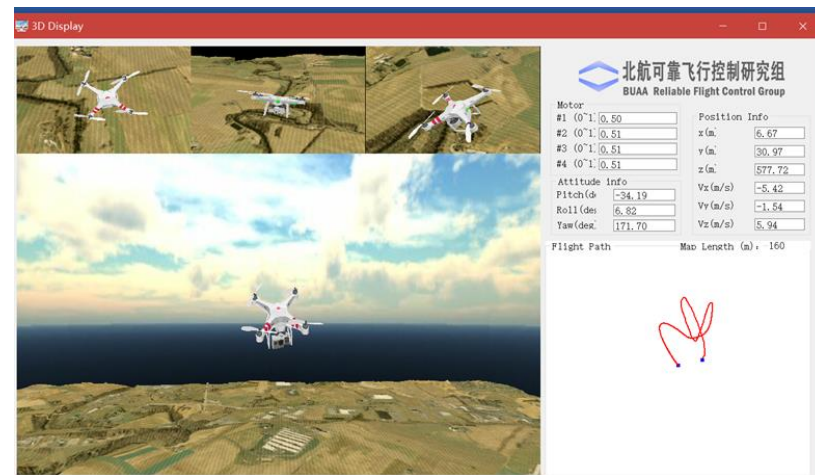 3D Display
北航可靠飞行控制研究组
BUAA Reliable Flight Control Group
Motor
#1 (0~1) 0.50
#2 (0~1) 0.51
#3 (0~1) 0.51
#4 (0~1) 0.51
Attitude info
Pitch(de -34.19
Roll(deg 6.82
Yaw(deg) 171.70
Position Info
x(m) 6.67
y(m) 30.97
z(m) 577.72
Vz(m/s) -5.42
Vy(m/s) -1.54
Vz(m/s) 5.94
Flight Path
Map Length (m): 160